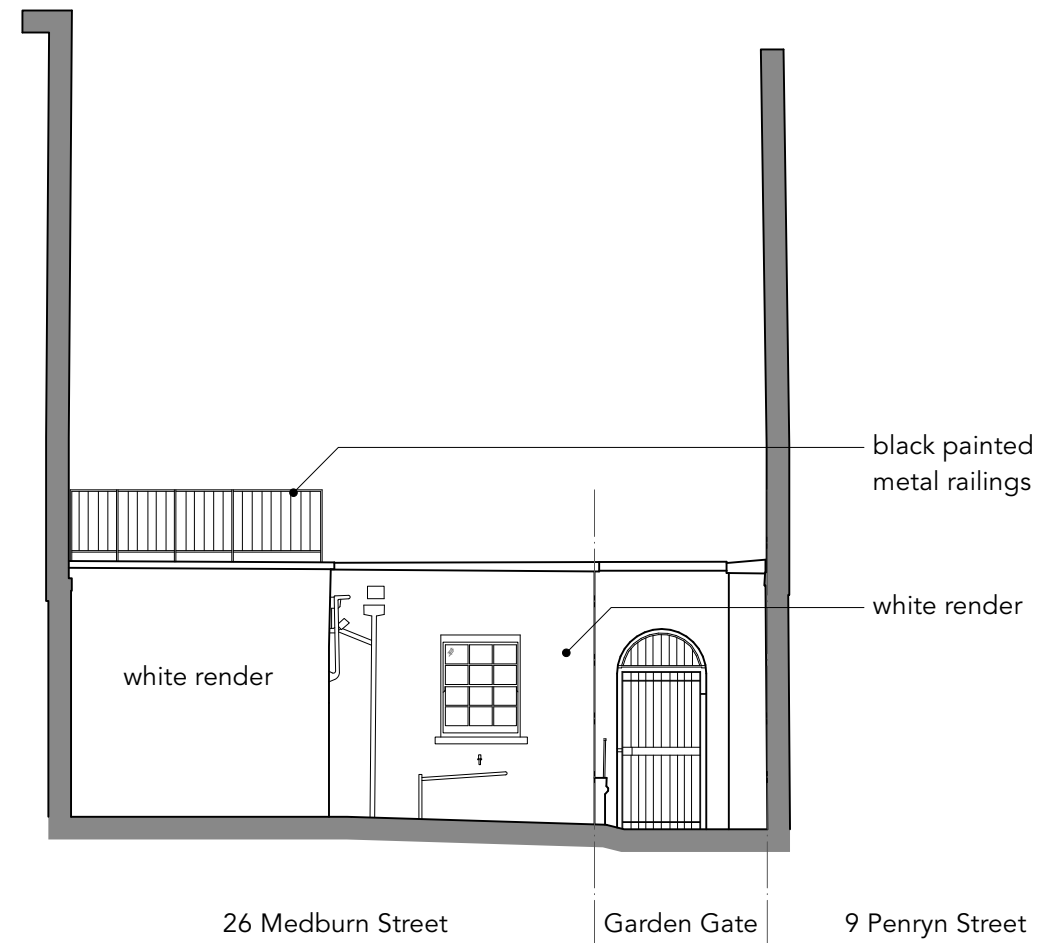 black painted
metal railings
white render
white render
26 Medburn Street
Garden Gate
9 Penryn Street